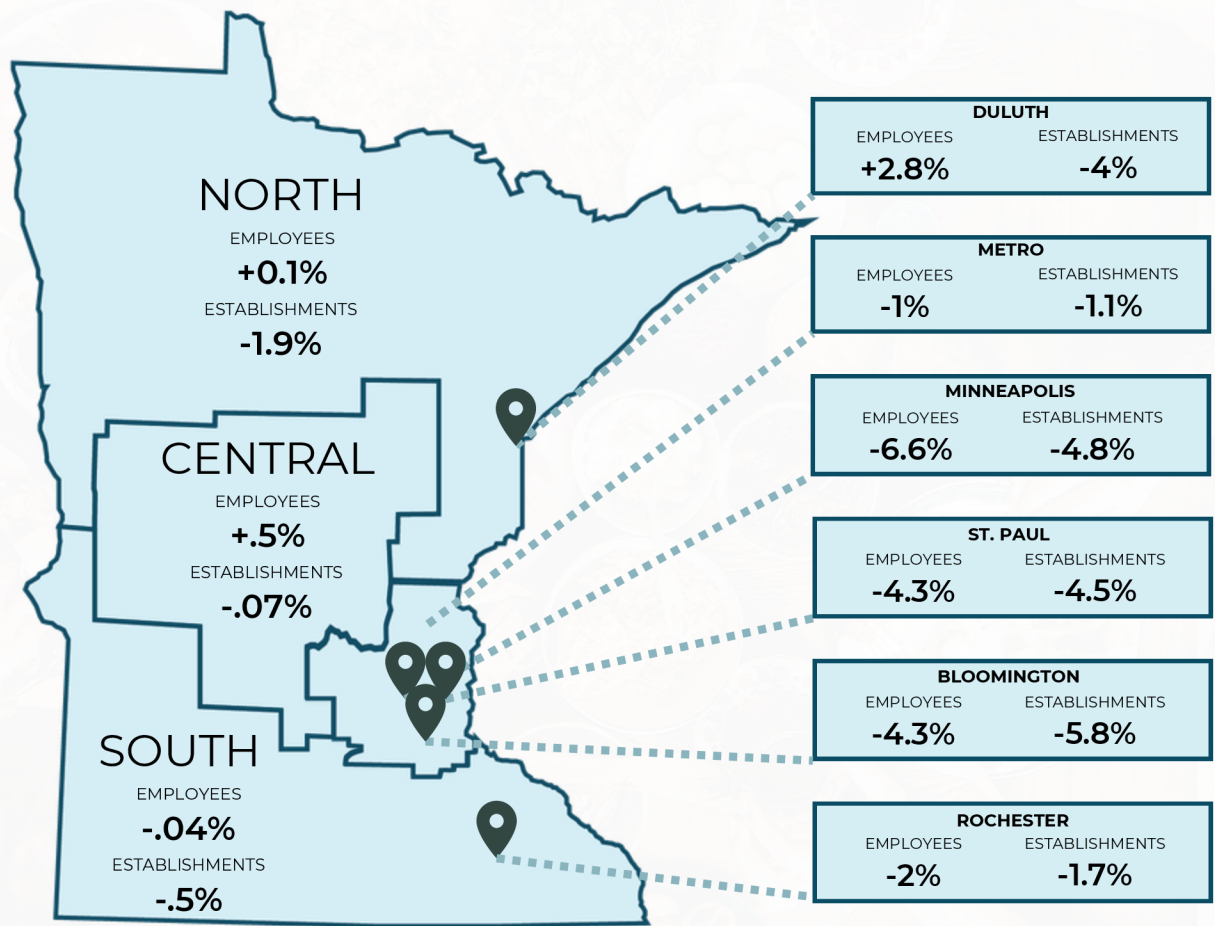 NORTH
EMPLOYEES
+0.1%
ESTABLISHMENTS
-1.9%
CENTRAL
EMPLOYEES
+.5%
ESTABLISHMENTS
-.07%
SOUTH
EMPLOYEES
-.04%
ESTABLISHMENTS
-.5%
DULUTH
EMPLOYEES ESTABLISHMENTS
+2.8% -4%
METRO
EMPLOYEES ESTABLISHMENTS
-1% -1.1%
MINNEAPOLIS
EMPLOYEES ESTABLISHMENTS
-6.6% -4.8%
ST. PAUL
EMPLOYEES ESTABLISHMENTS
-4.3% -4.5%
BLOOMINGTON
EMPLOYEES ESTABLISHMENTS
-4.3% -5.8%
ROCHESTER
EMPLOYEES ESTABLISHMENTS
-2% -1.7%